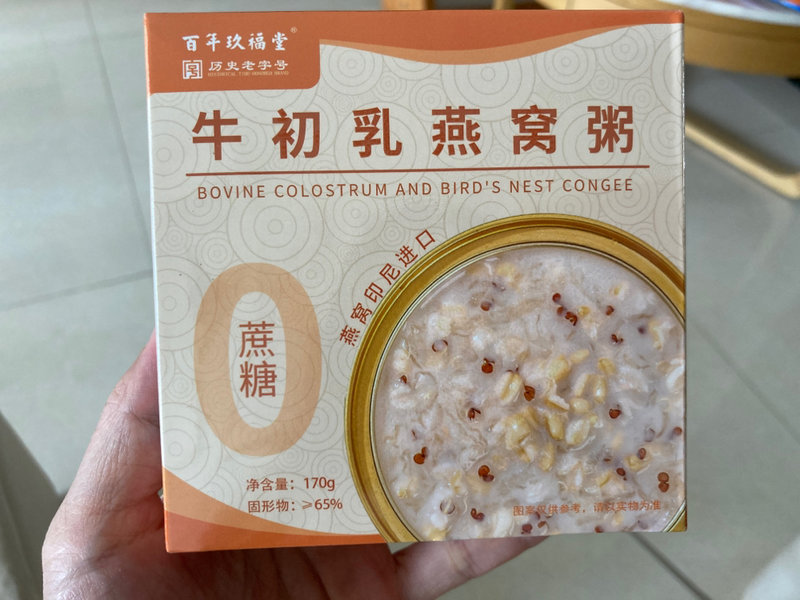 百年玖福堂®
历史老字号
牛初乳燕窝粥
BOVINE COLOSTRUM AND BIRD'S NEST CONGEE
燕窝印尼进口
0
蔗糖
净含量：170g
固形物：≥65%
图案仅供参考，请以实物为准